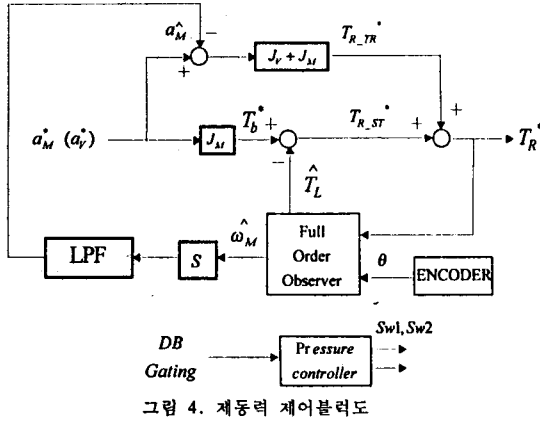 a_M^ −
T_R_TR*
+
J_V + J_M
+
a_M* (a_V*)
J_M
T_b* +
T_R_ST*
+
T_R*
−
T_L^
ω_M^
LPF
S
Full
Order
Observer
θ
ENCODER
Sw1, Sw2
DB
Gating
Pressure
controller
그림 4. 제동력 제어블럭도